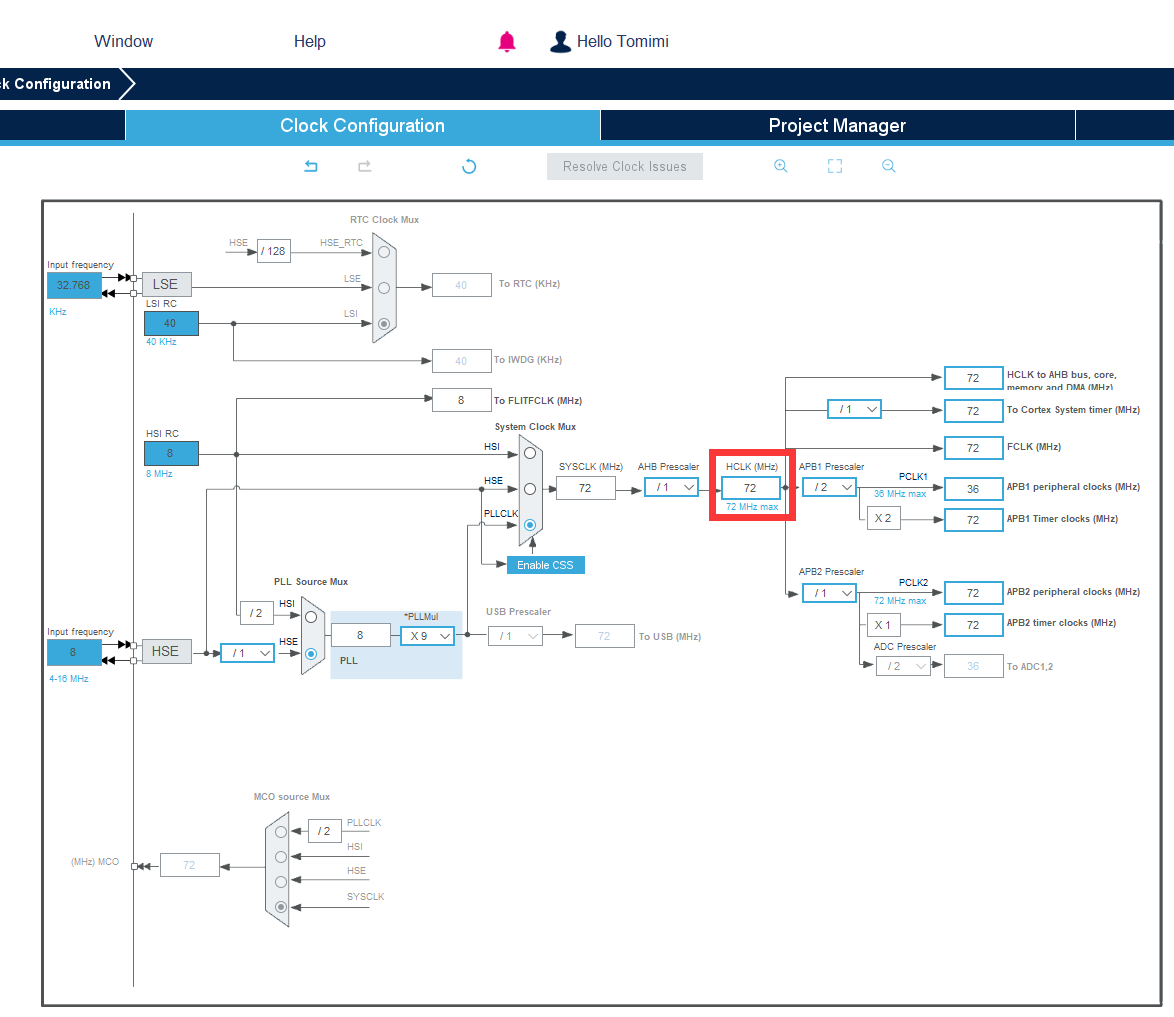 Window Help Hello Tomimi
ck Configuration
Clock Configuration Project Manager
Resolve Clock Issues
RTC Clock Mux
HSE / 128 HSE_RTC
Input frequency
32.768 LSE LSE 40 To RTC (KHz)
KHz
LSI RC
40 LSI
40 KHz
40 To IWDG (KHz)
8 To FLITFCLK (MHz)
HSI RC
8
8 MHz
System Clock Mux
HSI
HSE
PLLCLK
Enable CSS
SYSCLK (MHz)
72
AHB Prescaler
/ 1
HCLK (MHz)
72
72 MHz max
72 HCLK to AHB bus, core,
memory and DMA (MHz)
/ 1 72 To Cortex System timer (MHz)
72 FCLK (MHz)
APB1 Prescaler
/ 2
PCLK1
36 MHz max
36 APB1 peripheral clocks (MHz)
X 2 72 APB1 Timer clocks (MHz)
APB2 Prescaler
/ 1
PCLK2
72 MHz max
72 APB2 peripheral clocks (MHz)
X 1 72 APB2 timer clocks (MHz)
ADC Prescaler
/ 2 36 To ADC1,2
PLL Source Mux
/ 2 HSI
Input frequency
8 HSE / 1 HSE
4-16 MHz
8
*PLLMul
X 9
PLL
USB Prescaler
/ 1 72 To USB (MHz)
MCO source Mux
/ 2 PLLCLK
HSI
HSE
SYSCLK
(MHz) MCO 72